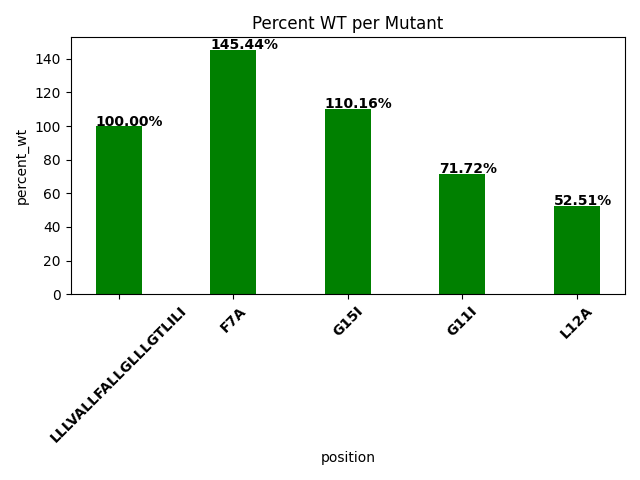 Percent WT per Mutant
percent_wt
140
120
100
80
60
40
20
0
100.00%
145.44%
110.16%
71.72%
52.51%
LLLVALLFALLGLLLGTLILI
F7A
G15I
G11I
L12A
position